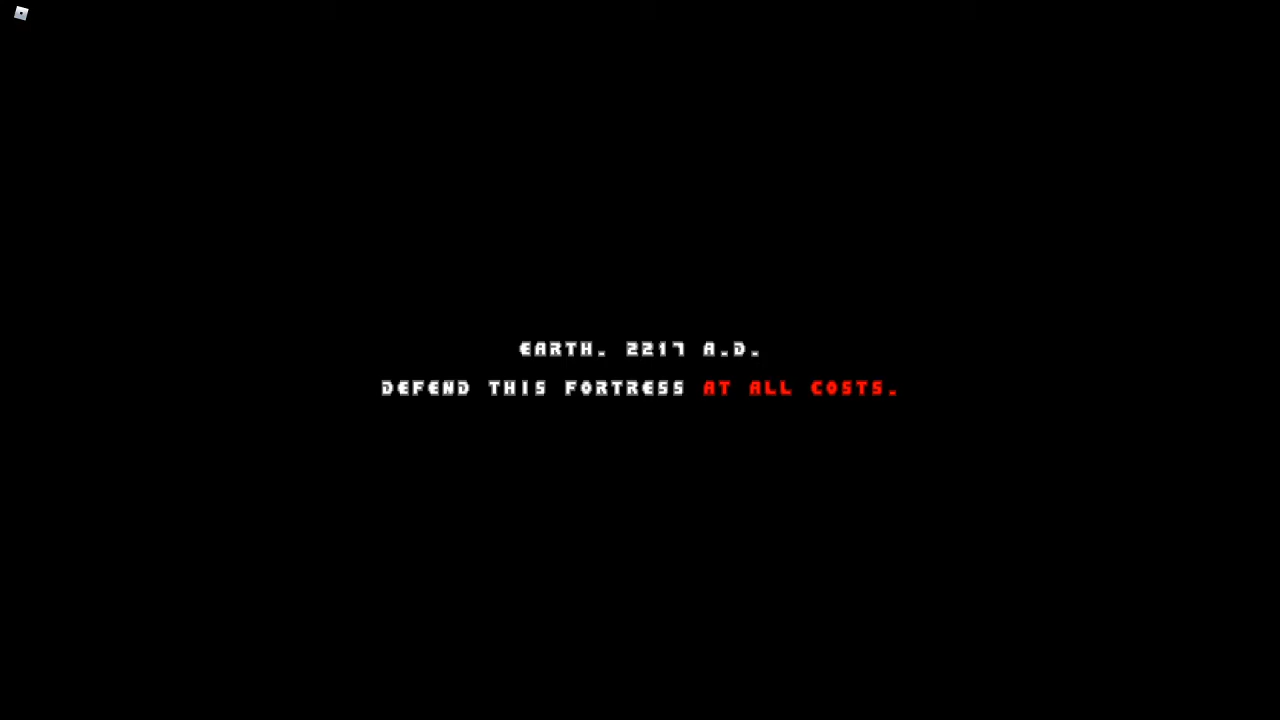 EARTH. 2217 A.D.
DEFEND THIS FORTRESS AT ALL COSTS.